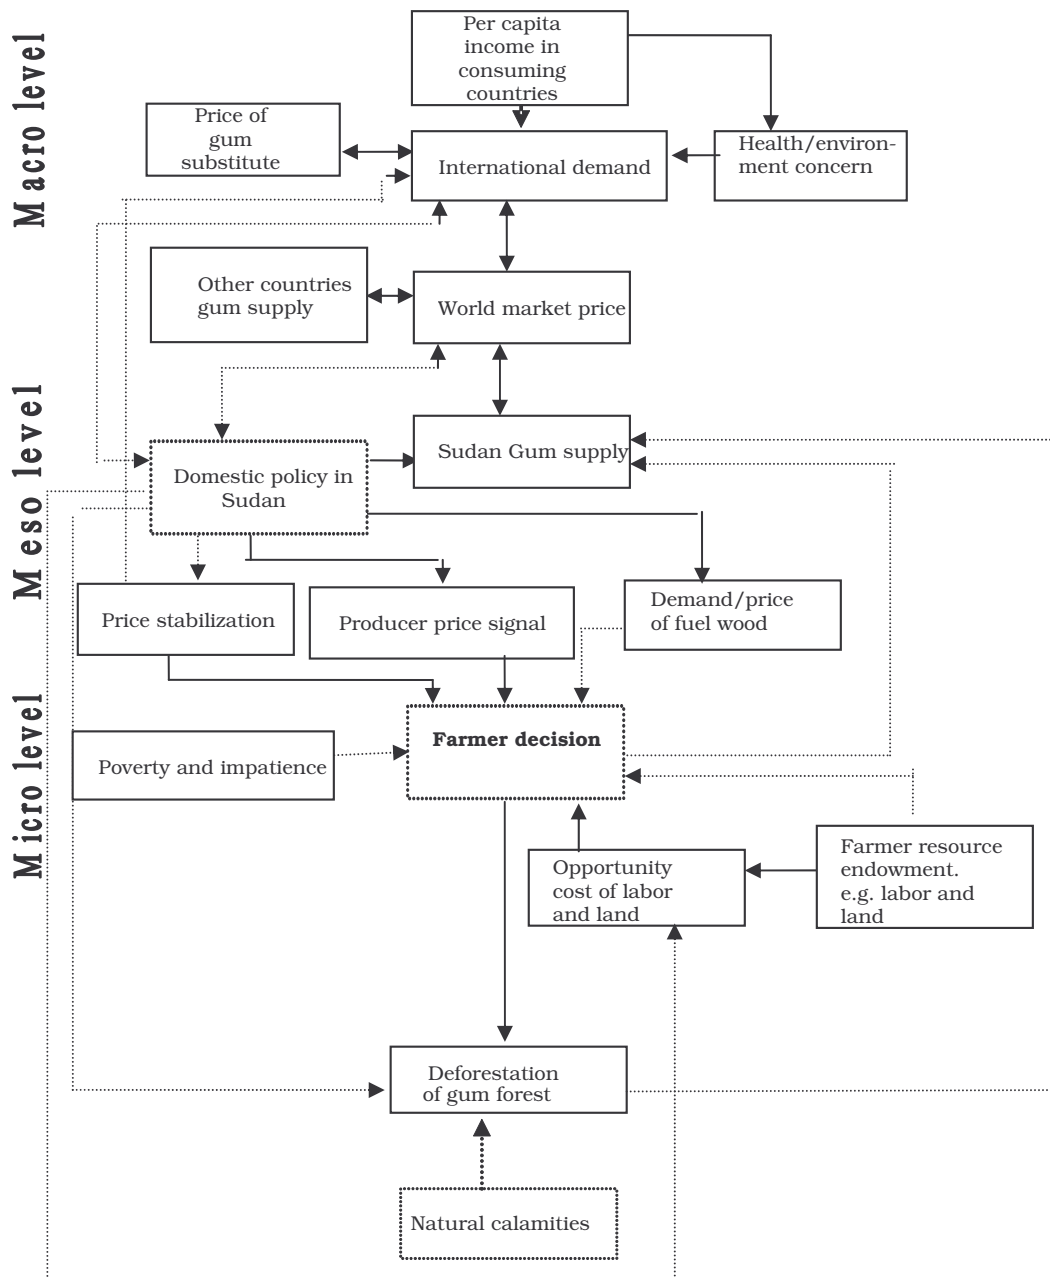 Macro level
Per capita
income in
consuming
countries
Price of
gum
substitute
International demand
Health/environ-
ment concern
Other countries
gum supply
World market price
Meso level
Domestic policy in
Sudan
Sudan Gum supply
Price stabilization
Producer price signal
Demand/price
of fuel wood
Micro level
Farmer decision
Poverty and impatience
Opportunity
cost of labor
and land
Farmer resource
endowment.
e.g. labor and
land
Deforestation
of gum forest
Natural calamities